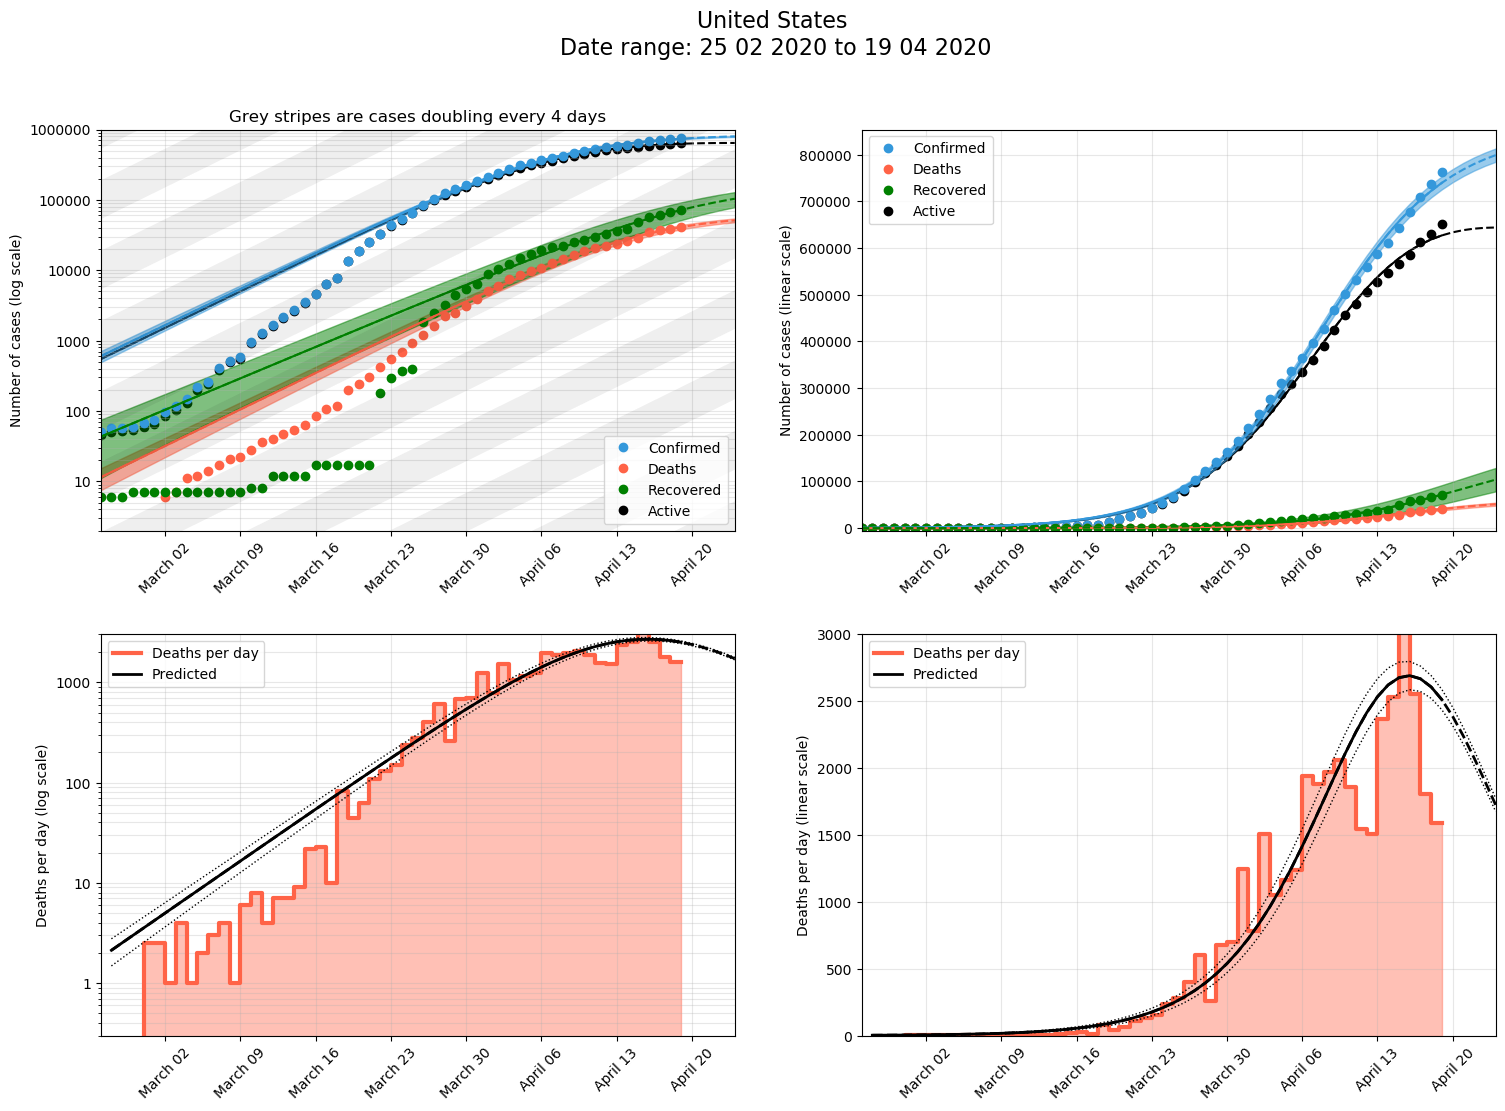 United States
Date range: 25 02 2020 to 19 04 2020
Grey stripes are cases doubling every 4 days
Number of cases (log scale)
1000000
100000
10000
1000
100
10
Confirmed
Deaths
Recovered
Active
March 02
March 09
March 16
March 23
March 30
April 06
April 13
April 20
Number of cases (linear scale)
800000
700000
600000
500000
400000
300000
200000
100000
0
Confirmed
Deaths
Recovered
Active
March 02
March 09
March 16
March 23
March 30
April 06
April 13
April 20
Deaths per day (log scale)
1000
100
10
1
Deaths per day
Predicted
March 02
March 09
March 16
March 23
March 30
April 06
April 13
April 20
Deaths per day (linear scale)
3000
2500
2000
1500
1000
500
0
Deaths per day
Predicted
March 02
March 09
March 16
March 23
March 30
April 06
April 13
April 20